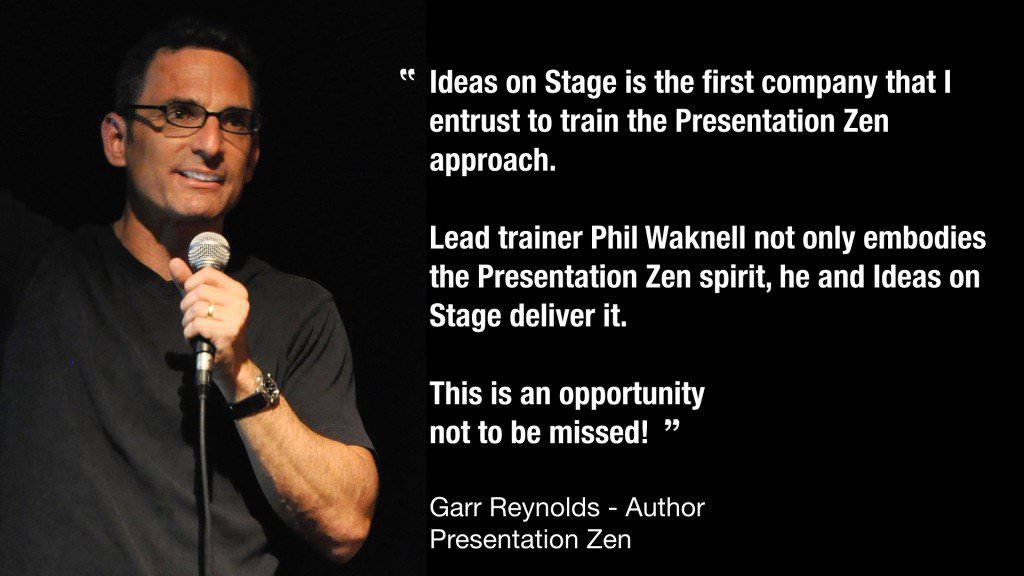 “ Ideas on Stage is the first company that I
entrust to train the Presentation Zen
approach.
Lead trainer Phil Waknell not only embodies
the Presentation Zen spirit, he and Ideas on
Stage deliver it.
This is an opportunity
not to be missed! ”
Garr Reynolds - Author
Presentation Zen